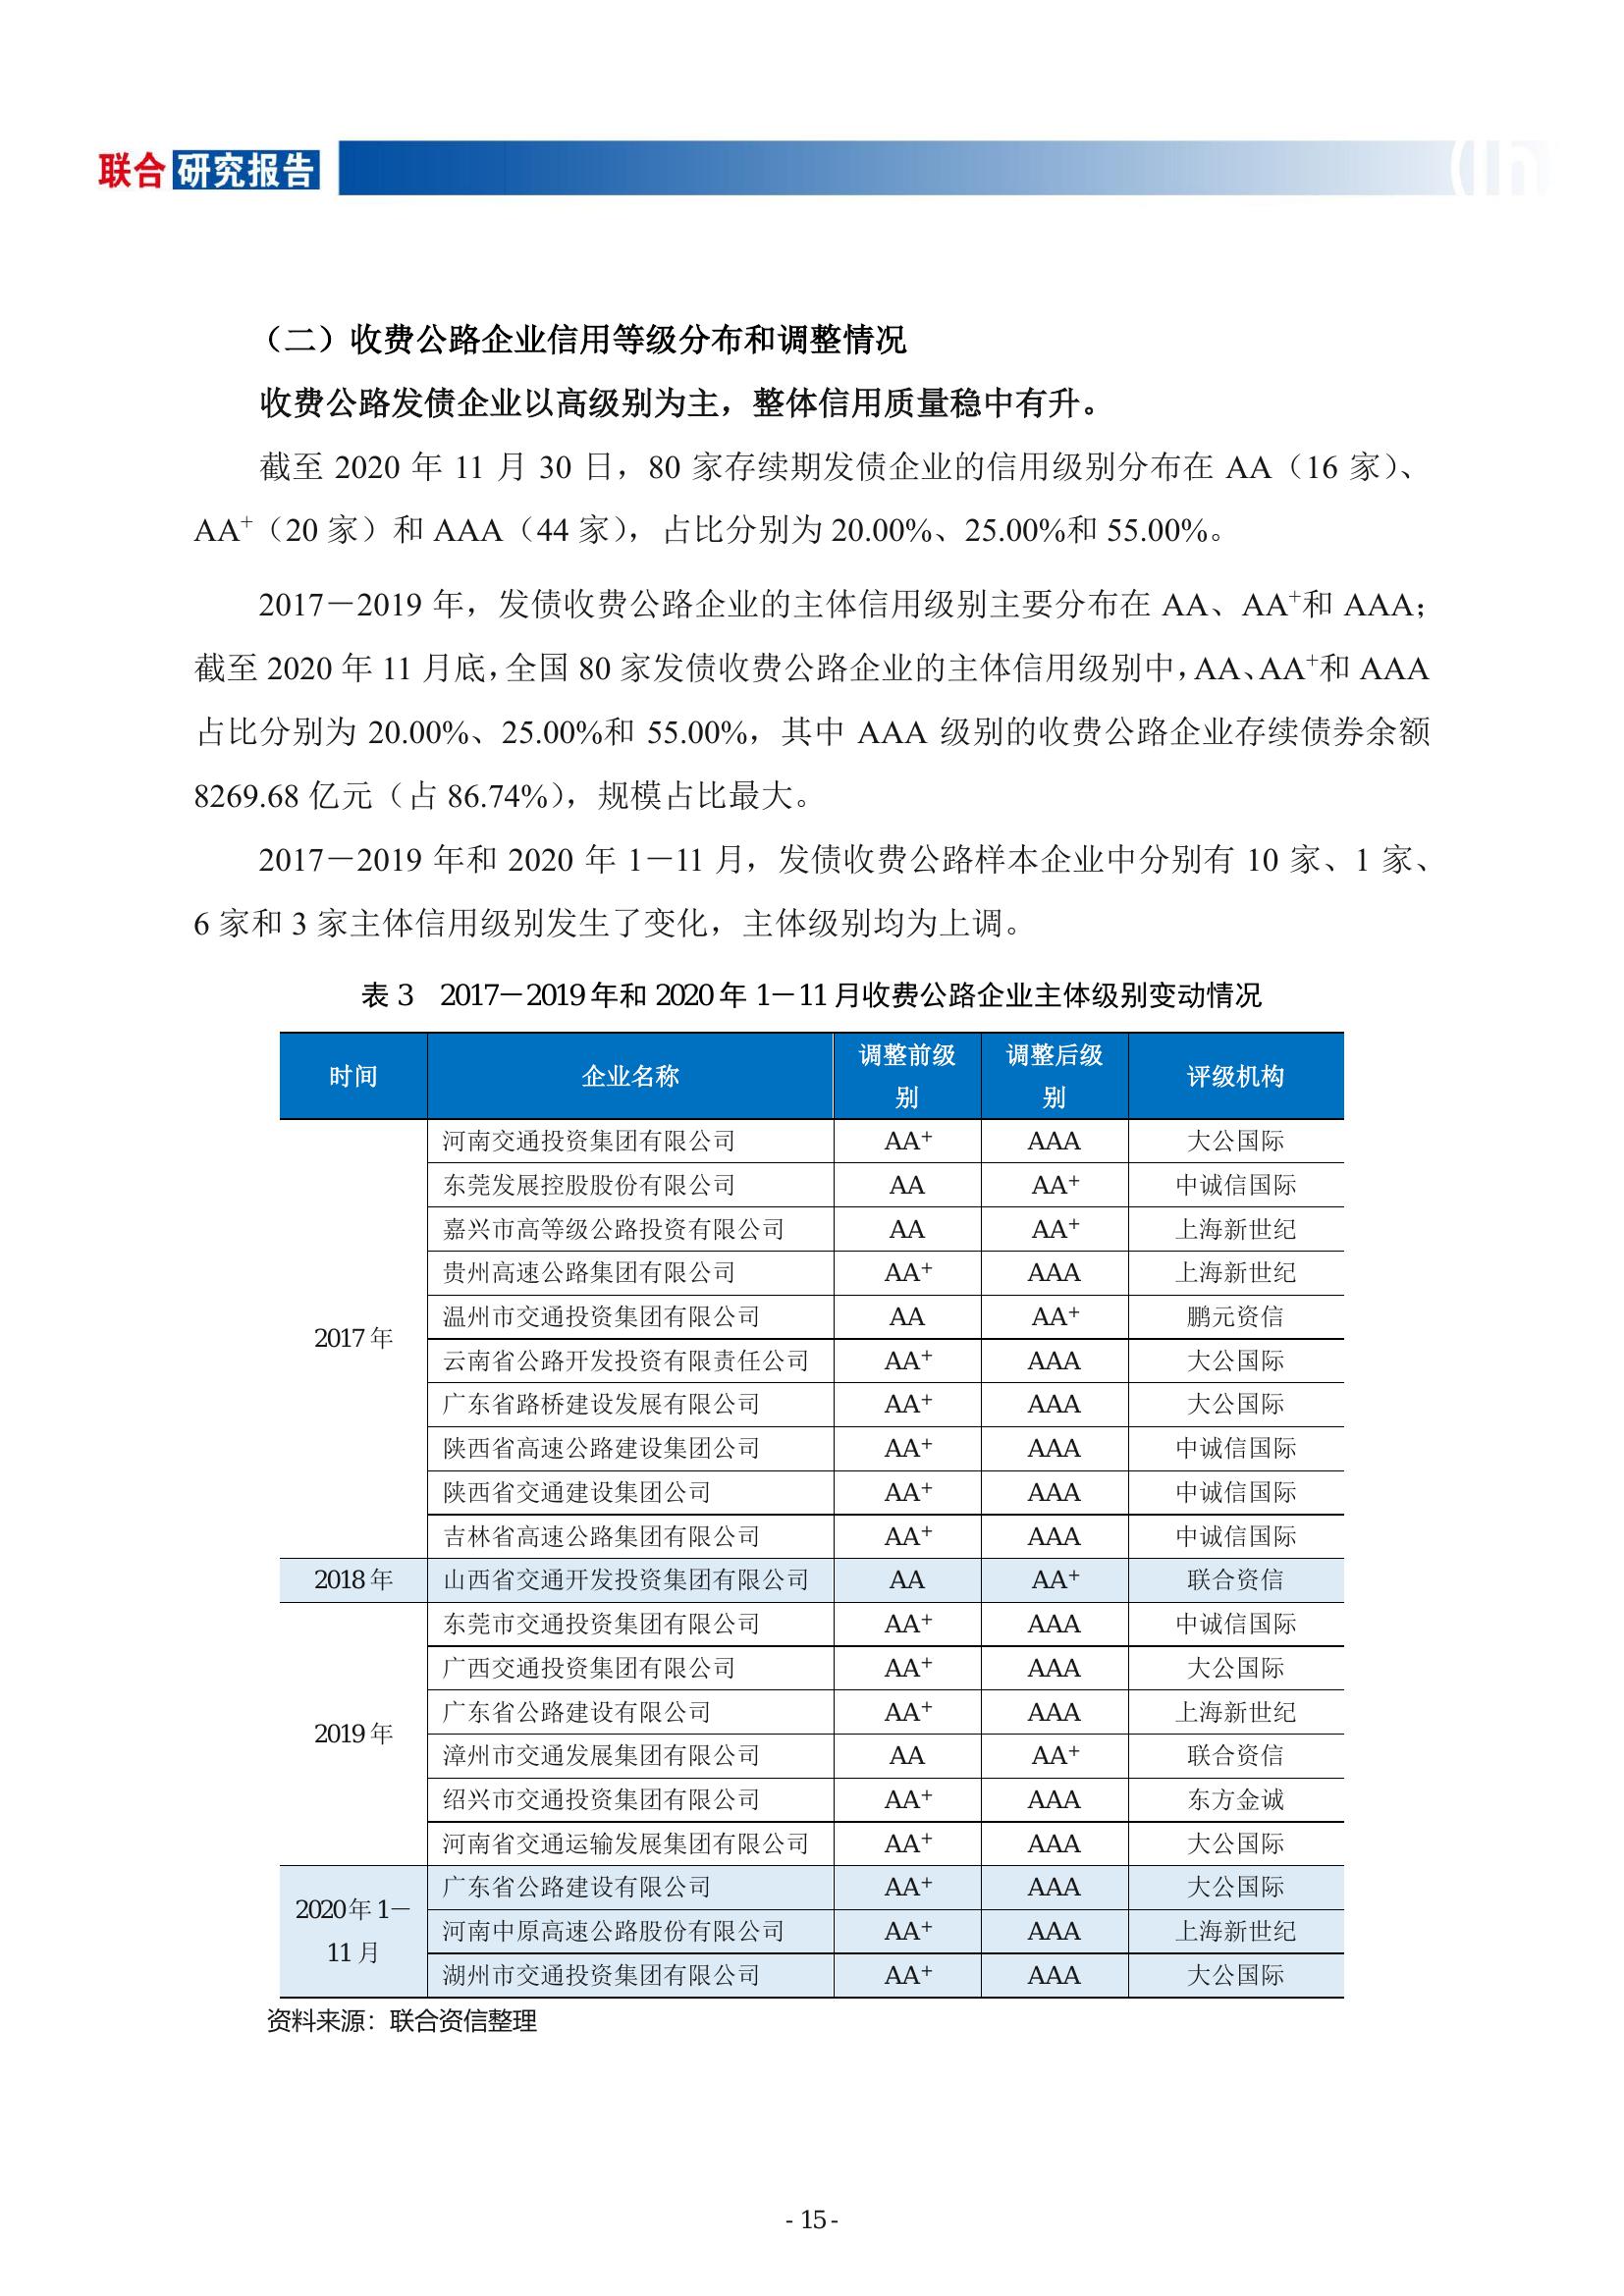 联合研究报告
（二）收费公路企业信用等级分布和调整情况
收费公路发债企业以高级别为主，整体信用质量稳中有升。
截至 2020 年 11 月 30 日，80 家存续期发债企业的信用级别分布在 AA（16 家）、
AA⁺（20 家）和 AAA（44 家），占比分别为 20.00%、25.00%和 55.00%。
2017－2019 年，发债收费公路企业的主体信用级别主要分布在 AA、AA⁺和 AAA；
截至 2020 年 11 月底，全国 80 家发债收费公路企业的主体信用级别中，AA、AA⁺和 AAA
占比分别为 20.00%、25.00%和 55.00%，其中 AAA 级别的收费公路企业存续债券余额
8269.68 亿元（占 86.74%），规模占比最大。
2017－2019 年和 2020 年 1－11 月，发债收费公路样本企业中分别有 10 家、1 家、
6 家和 3 家主体信用级别发生了变化，主体级别均为上调。
表 3 2017－2019 年和 2020 年 1－11 月收费公路企业主体级别变动情况
时间 企业名称 调整前级别 调整后级别 评级机构
2017 年
河南交通投资集团有限公司 AA⁺ AAA 大公国际
东莞发展控股股份有限公司 AA AA⁺ 中诚信国际
嘉兴市高等级公路投资有限公司 AA AA⁺ 上海新世纪
贵州高速公路集团有限公司 AA⁺ AAA 上海新世纪
温州市交通投资集团有限公司 AA AA⁺ 鹏元资信
云南省公路开发投资有限责任公司 AA⁺ AAA 大公国际
广东省路桥建设发展有限公司 AA⁺ AAA 大公国际
陕西省高速公路建设集团公司 AA⁺ AAA 中诚信国际
陕西省交通建设集团公司 AA⁺ AAA 中诚信国际
吉林省高速公路集团有限公司 AA⁺ AAA 中诚信国际
2018 年 山西省交通开发投资集团有限公司 AA AA⁺ 联合资信
2019 年
东莞市交通投资集团有限公司 AA⁺ AAA 中诚信国际
广西交通投资集团有限公司 AA⁺ AAA 大公国际
广东省公路建设有限公司 AA⁺ AAA 上海新世纪
漳州市交通发展集团有限公司 AA AA⁺ 联合资信
绍兴市交通投资集团有限公司 AA⁺ AAA 东方金诚
河南省交通运输发展集团有限公司 AA⁺ AAA 大公国际
2020 年 1－
11 月
广东省公路建设有限公司 AA⁺ AAA 大公国际
河南中原高速公路股份有限公司 AA⁺ AAA 上海新世纪
湖州市交通投资集团有限公司 AA⁺ AAA 大公国际
资料来源：联合资信整理
- 15 -